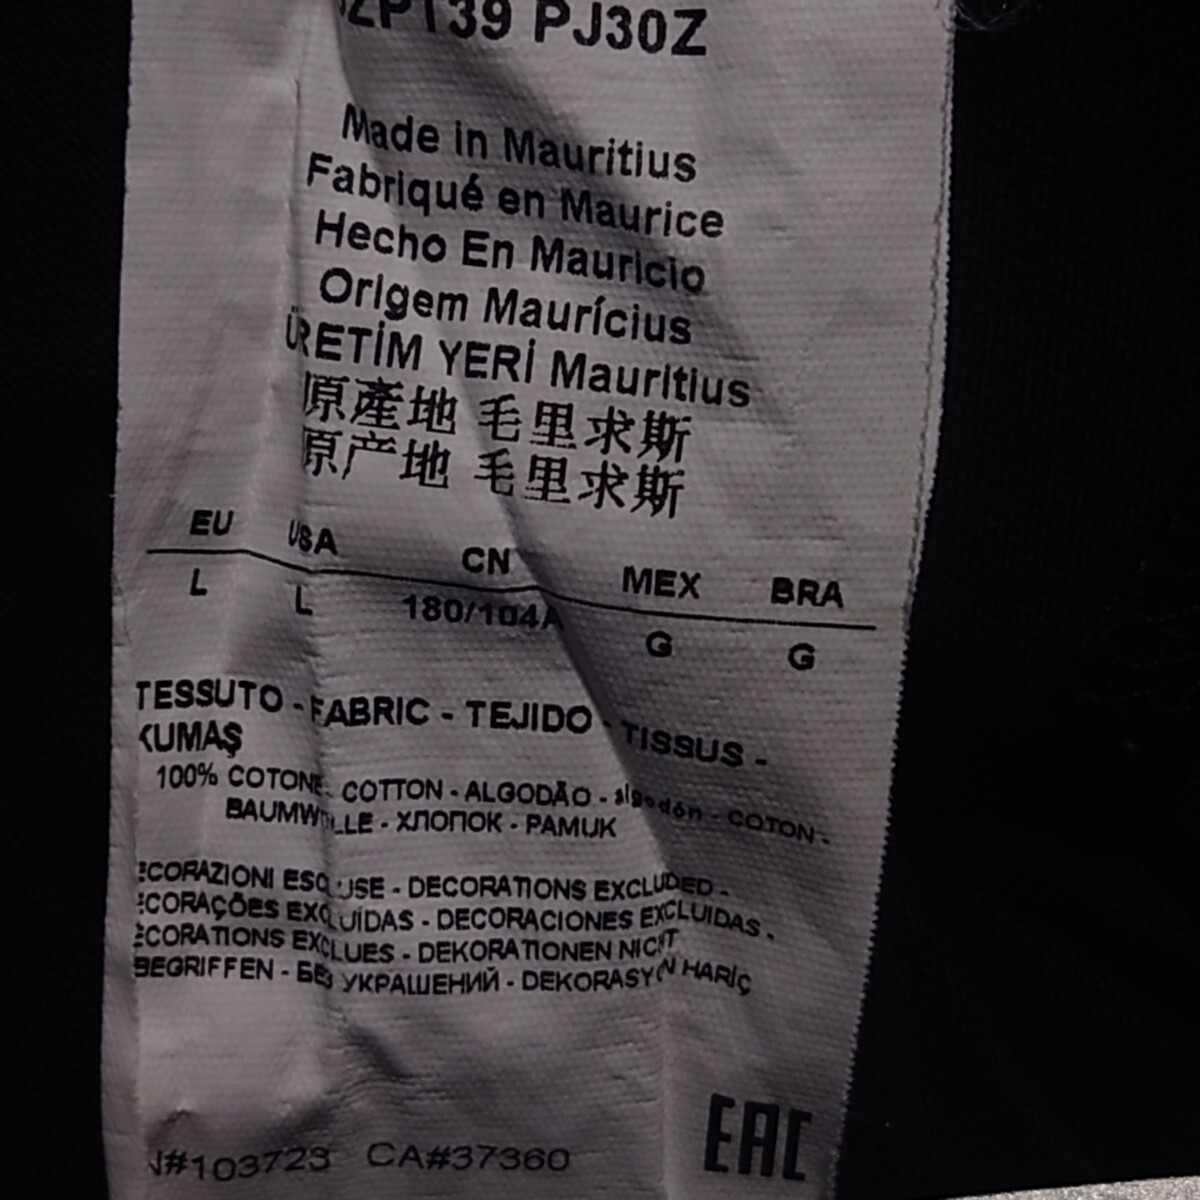 ZPT39 PJ30Z
Made in Mauritius
Fabriqué en Maurice
Hecho En Mauricio
Origem Maurícius
ÜRETİM YERİ Mauritius
原產地 毛里求斯
原产地 毛里求斯
EU USA CN MEX BRA
L L 180/104A G G
TESSUTO - FABRIC - TEJIDO - TISSUS -
KUMAŞ
100% COTONE - COTTON - ALGODÃO - algodón - COTON -
BAUMWOLLE - ХЛОПОК - PAMUK
ECORAZIONI ESCLUSE - DECORATIONS EXCLUDED -
ECORAÇÕES EXCLUÍDAS - DECORACIONES EXCLUIDAS -
ECORATIONS EXCLUES - DEKORATIONEN NICHT
BEGRIFFEN - БЕЗ УКРАШЕНИЙ - DEKORASYON HARİÇ
N#103723 CA#37360
EAC